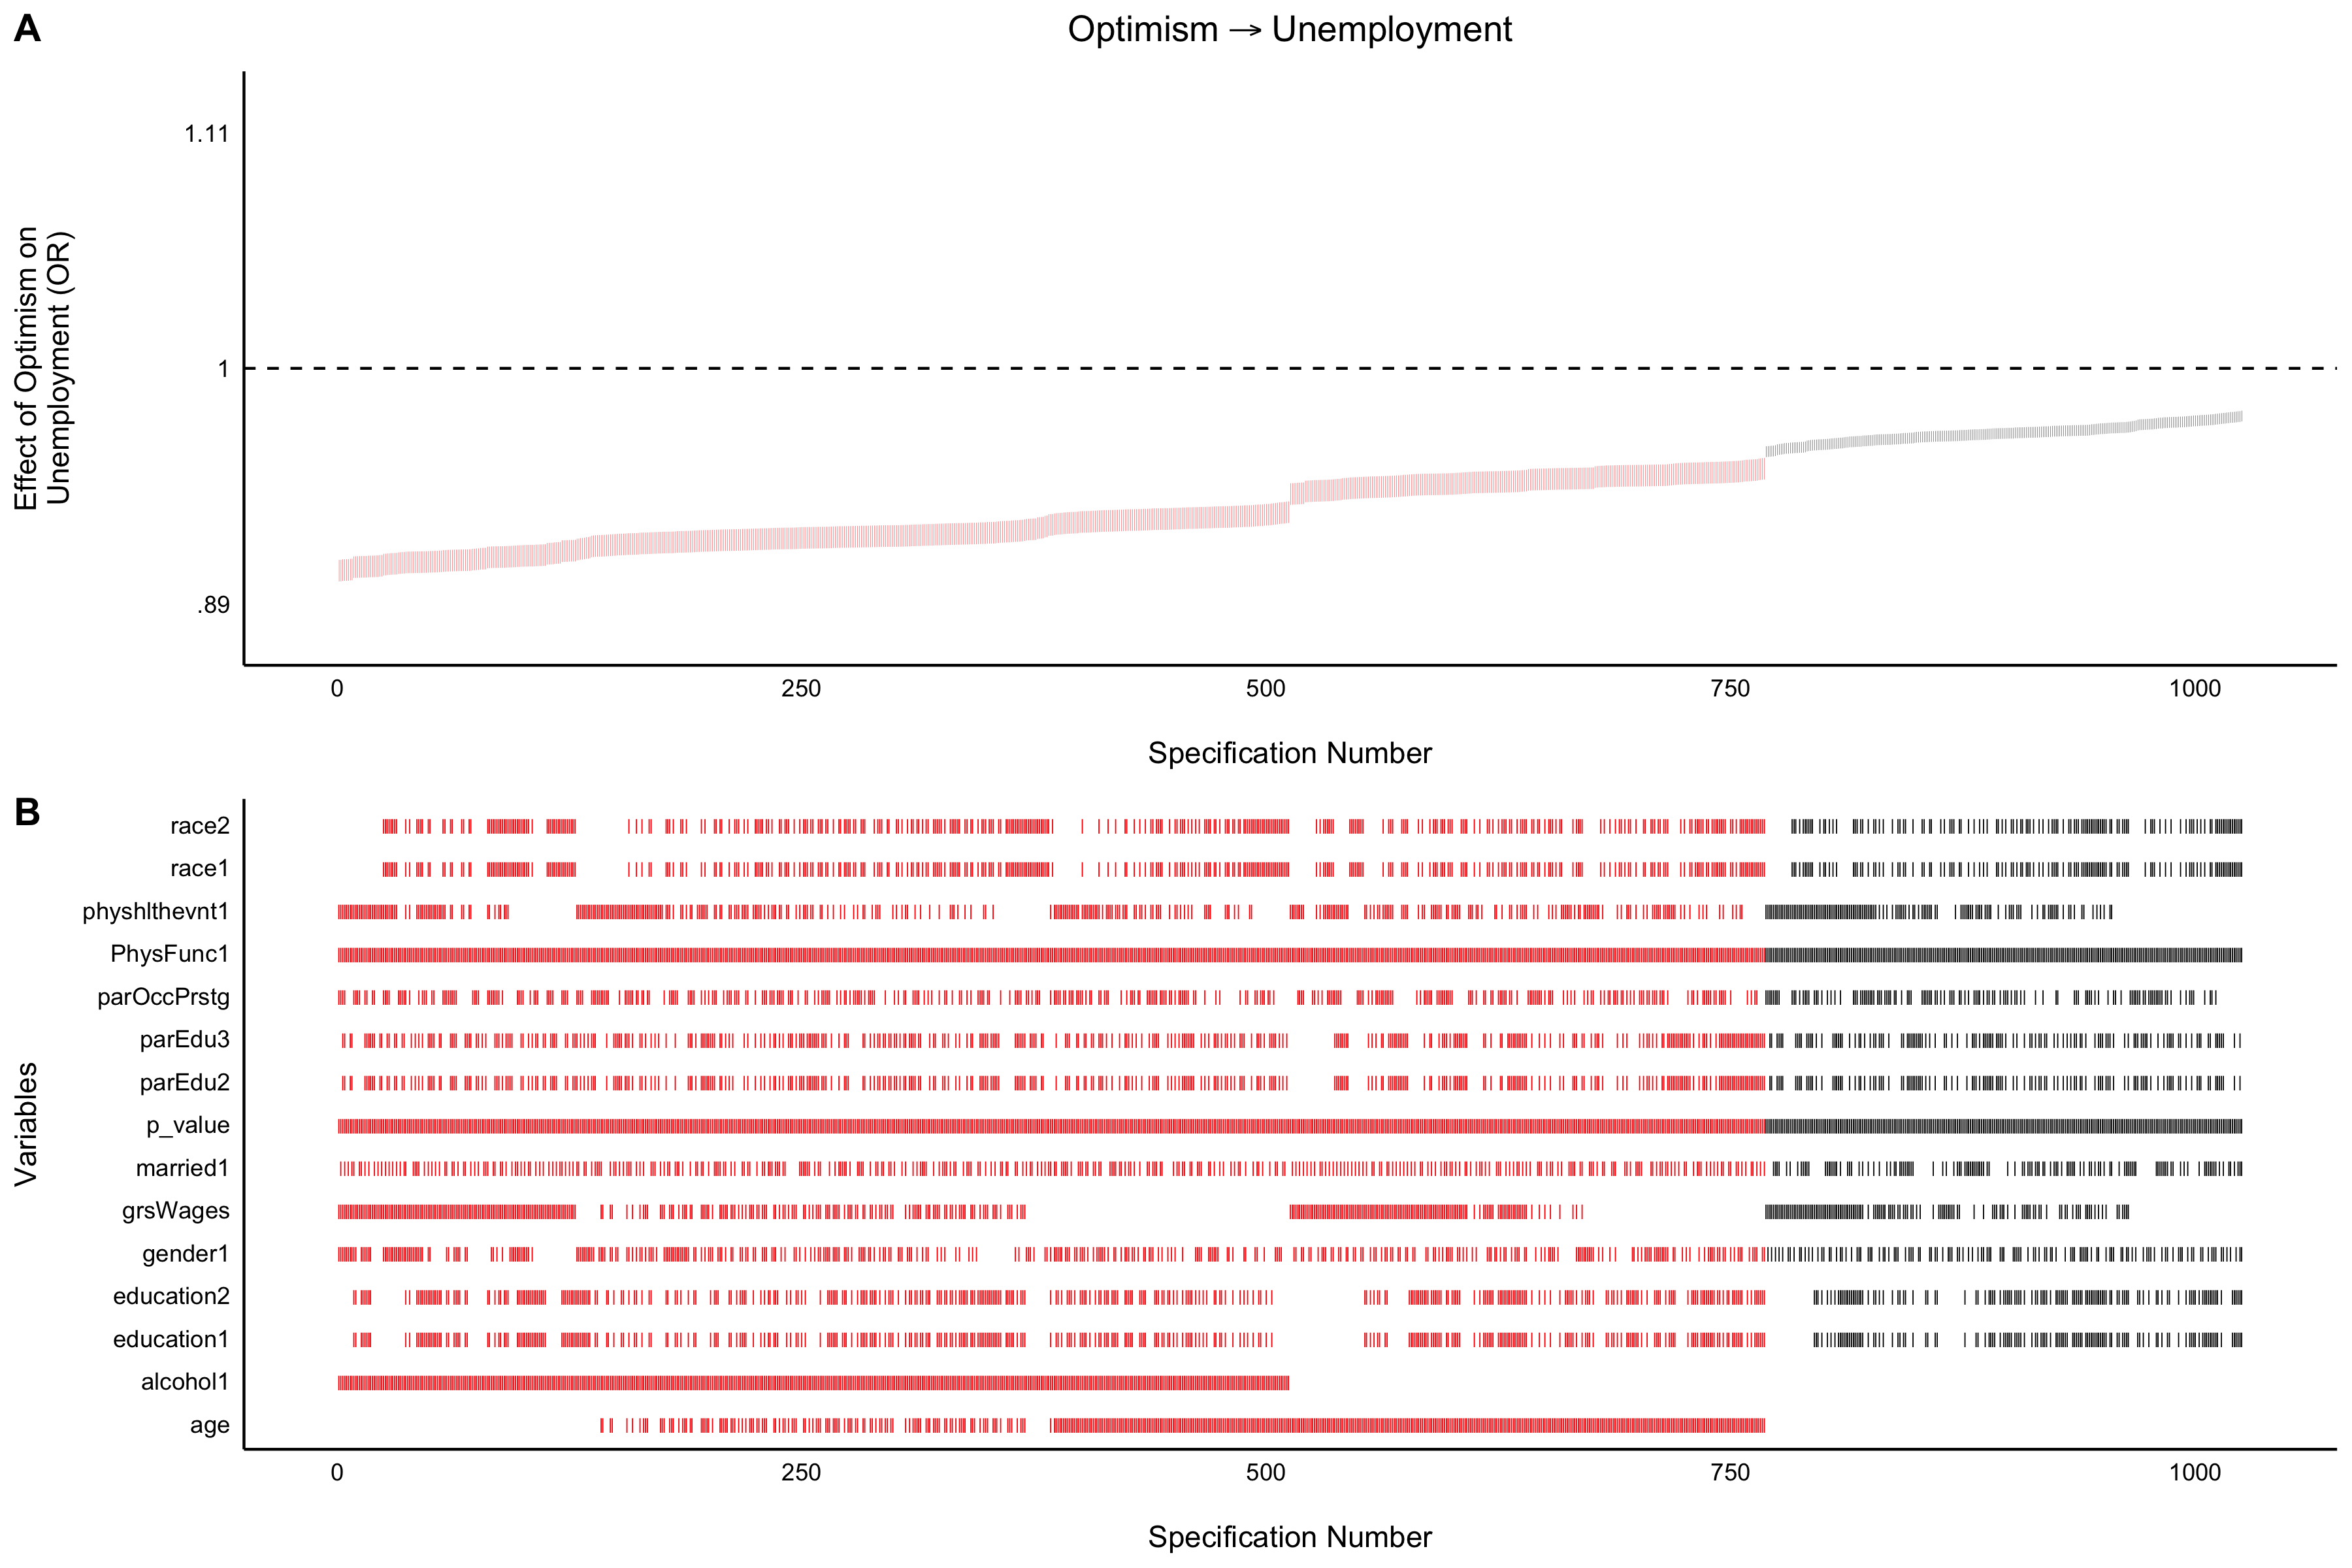 A
Optimism → Unemployment
Effect of Optimism on
Unemployment (OR)
1.11
1
.89
0 250 500 750 1000
Specification Number
B
Variables
race2
race1
physhlthevnt1
PhysFunc1
parOccPrstg
parEdu3
parEdu2
p_value
married1
grsWages
gender1
education2
education1
alcohol1
age
0 250 500 750 1000
Specification Number